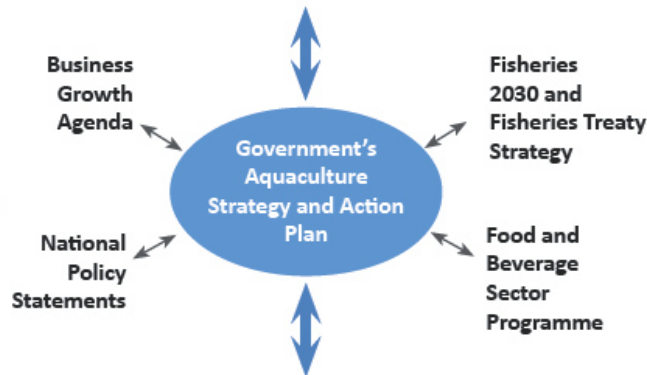 Business
Growth
Agenda
Fisheries
2030 and
Fisheries Treaty
Strategy
Government's
Aquaculture
Strategy and Action
Plan
National
Policy
Statements
Food and
Beverage
Sector
Programme